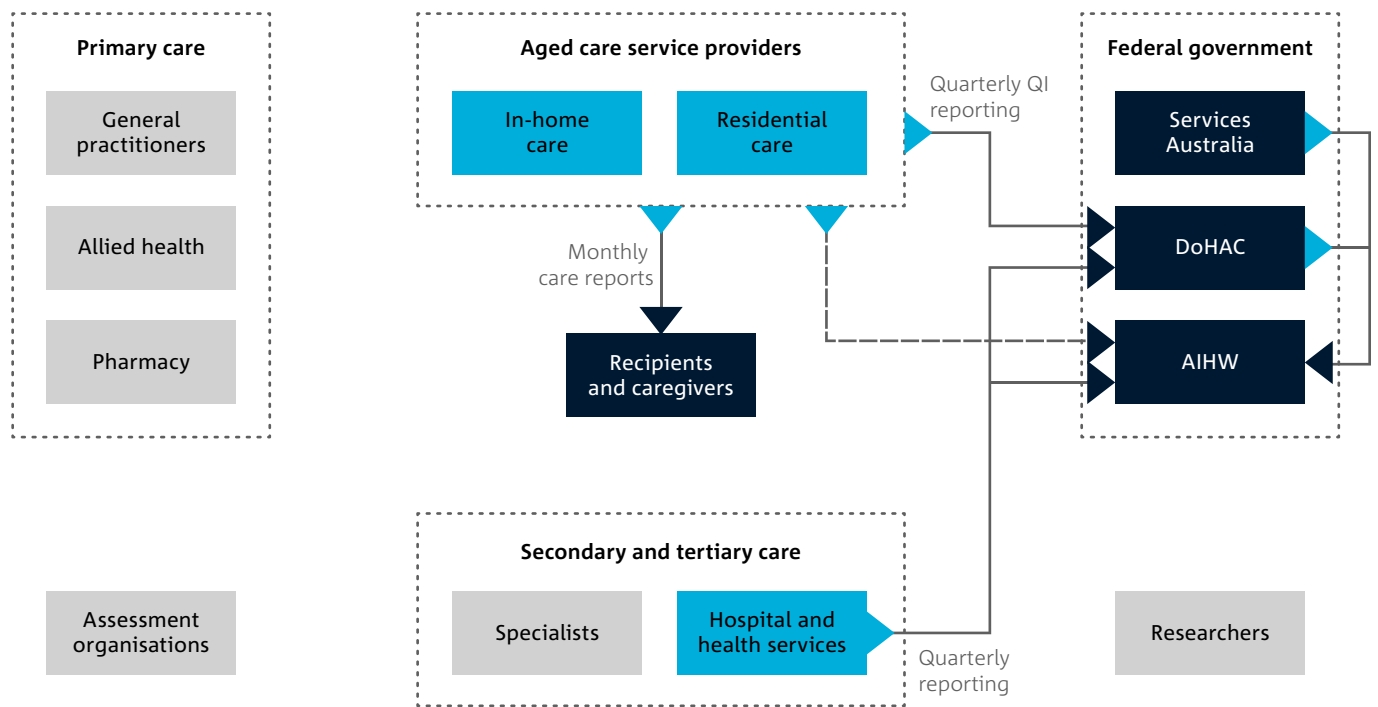 Primary care
General
practitioners
Allied health
Pharmacy
Assessment
organisations
Aged care service providers
In-home
care
Residential
care
Quarterly QI
reporting
Monthly
care reports
Recipients
and caregivers
Secondary and tertiary care
Specialists
Hospital and
health services
Quarterly
reporting
Federal government
Services
Australia
DoHAC
AIHW
Researchers